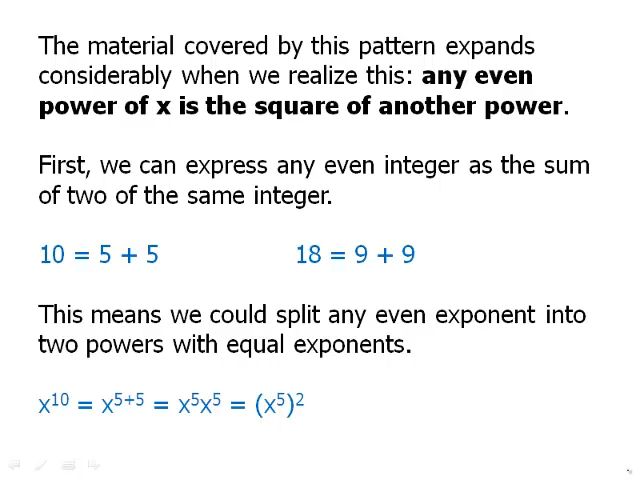 The material covered by this pattern expands
considerably when we realize this: any even
power of x is the square of another power.
First, we can express any even integer as the sum
of two of the same integer.
10 = 5 + 5 18 = 9 + 9
This means we could split any even exponent into
two powers with equal exponents.
x¹⁰ = x⁵⁺⁵ = x⁵x⁵ = (x⁵)²